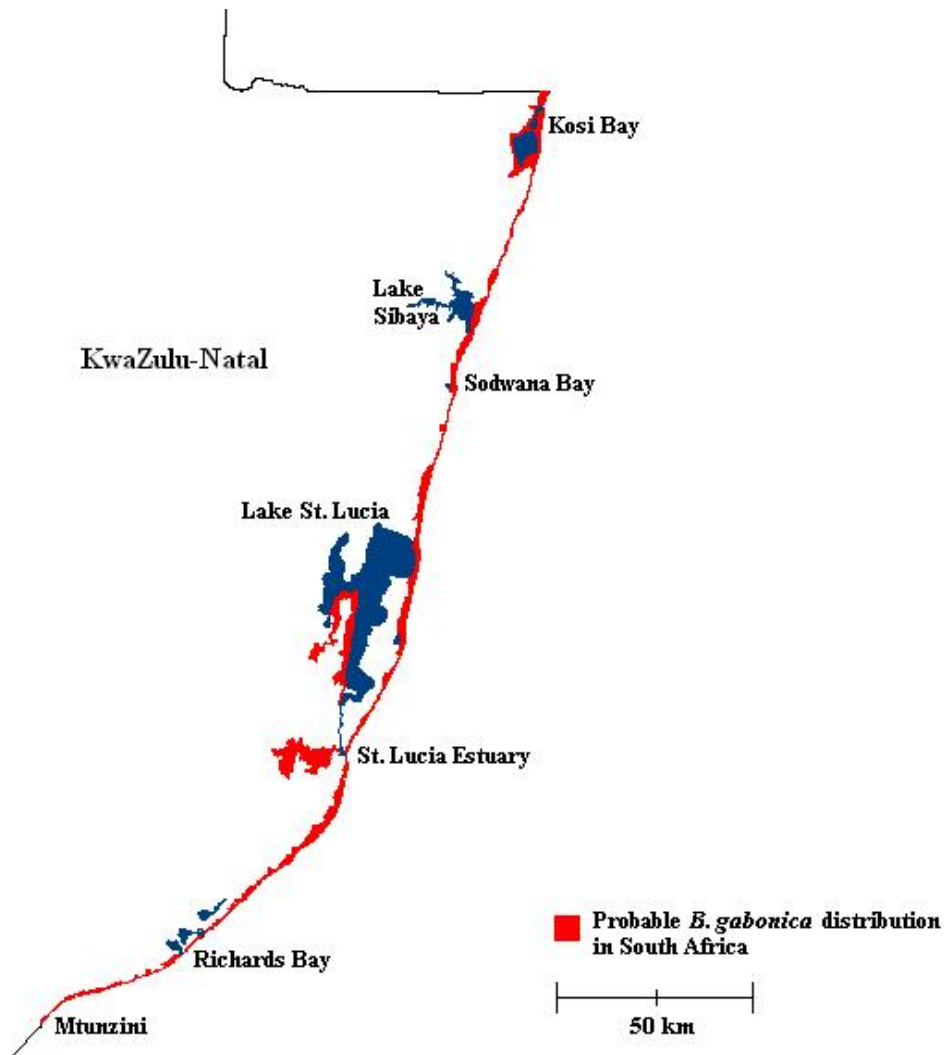 Kosi Bay
Lake
Sibaya
KwaZulu-Natal
Sodwana Bay
Lake St. Lucia
St. Lucia Estuary
Probable B. gabonica distribution
in South Africa
Richards Bay
50 km
Mtunzini